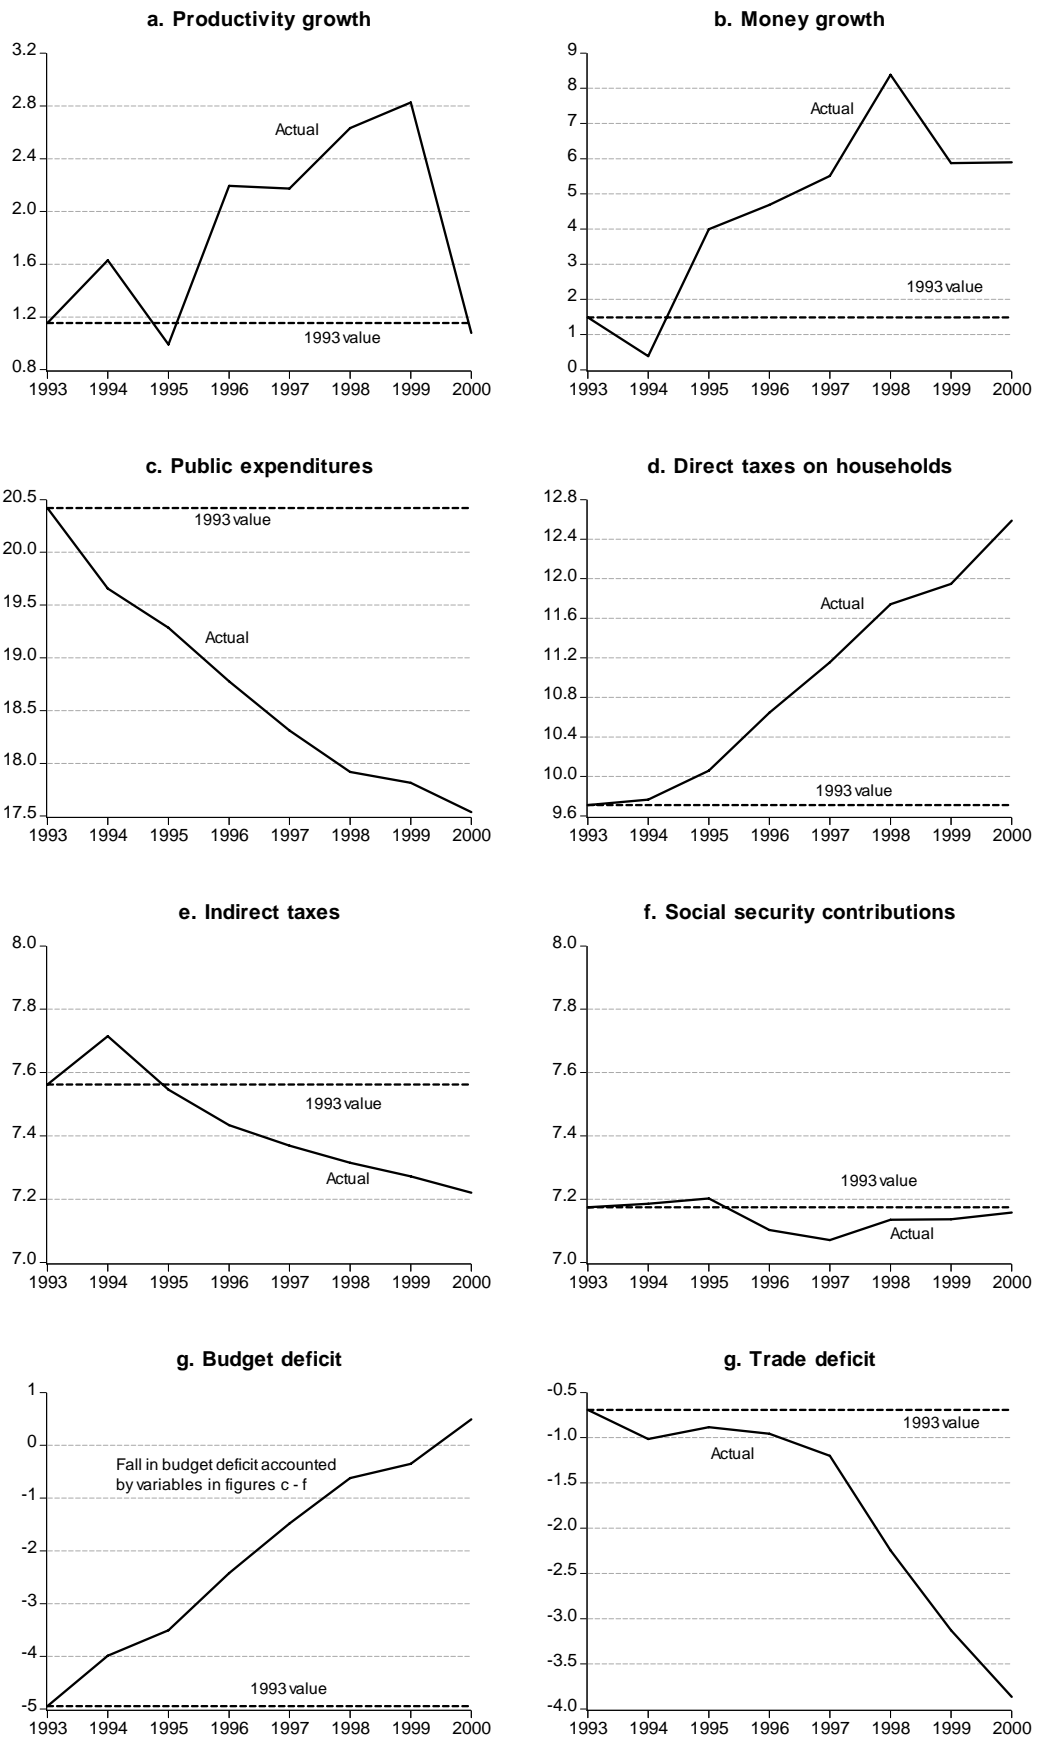 a. Productivity growth
3.2
2.8
2.4
2.0
1.6
1.2
0.8
Actual
1993 value
1993 1994 1995 1996 1997 1998 1999 2000
b. Money growth
9
8
7
6
5
4
3
2
1
0
Actual
1993 value
1993 1994 1995 1996 1997 1998 1999 2000
c. Public expenditures
20.5
20.0
19.5
19.0
18.5
18.0
17.5
1993 value
Actual
1993 1994 1995 1996 1997 1998 1999 2000
d. Direct taxes on households
12.8
12.4
12.0
11.6
11.2
10.8
10.4
10.0
9.6
Actual
1993 value
1993 1994 1995 1996 1997 1998 1999 2000
e. Indirect taxes
8.0
7.8
7.6
7.4
7.2
7.0
1993 value
Actual
1993 1994 1995 1996 1997 1998 1999 2000
f. Social security contributions
8.0
7.8
7.6
7.4
7.2
7.0
1993 value
Actual
1993 1994 1995 1996 1997 1998 1999 2000
g. Budget deficit
1
0
-1
-2
-3
-4
-5
Fall in budget deficit accounted
by variables in figures c - f
1993 value
1993 1994 1995 1996 1997 1998 1999 2000
g. Trade deficit
-0.5
-1.0
-1.5
-2.0
-2.5
-3.0
-3.5
-4.0
1993 value
Actual
1993 1994 1995 1996 1997 1998 1999 2000